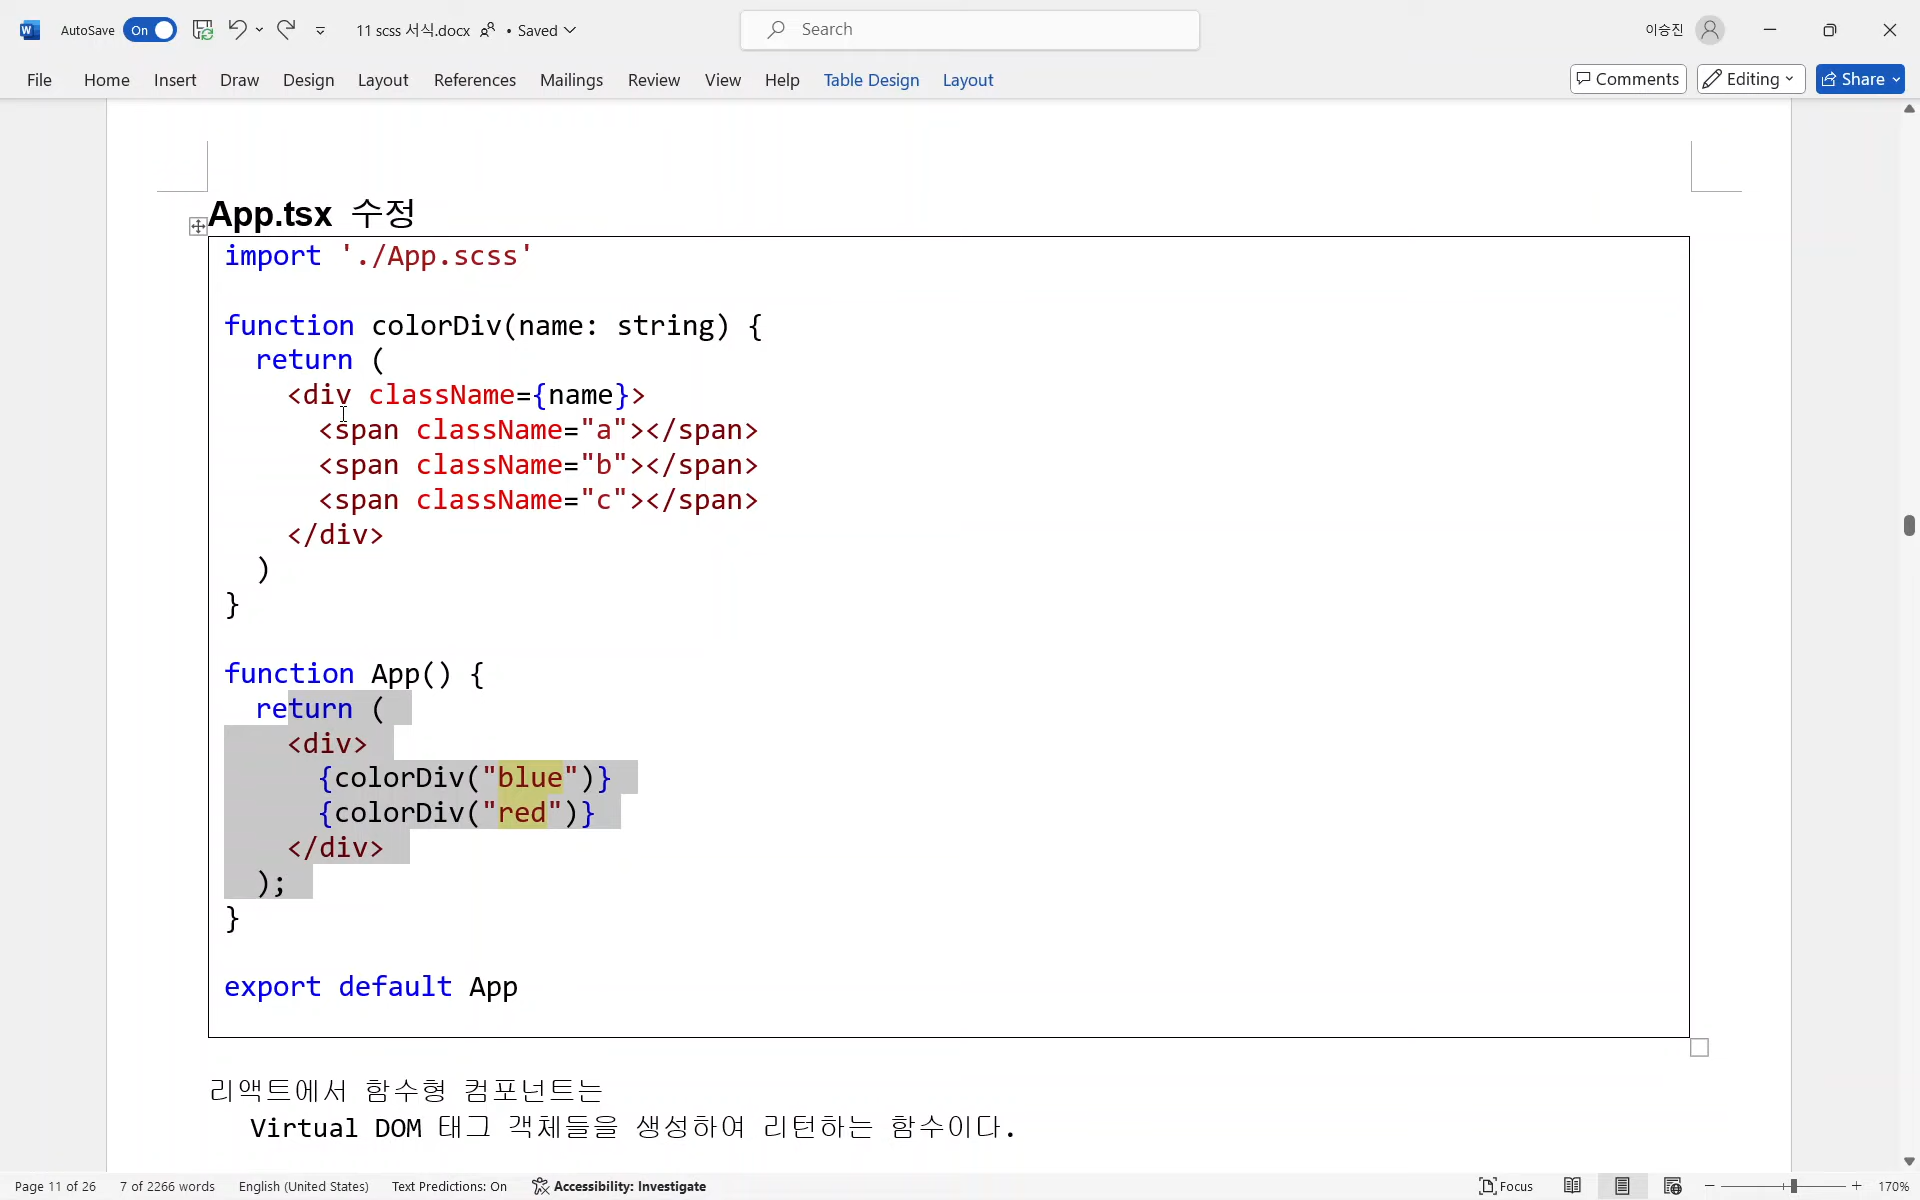 AutoSave On 11 scss 서식.docx • Saved Search 이승진
File Home Insert Draw Design Layout References Mailings Review View Help Table Design Layout Comments Editing Share
App.tsx 수정
import './App.scss'
function colorDiv(name: string) {
return (
<div className={name}>
<span className="a"></span>
<span className="b"></span>
<span className="c"></span>
</div>
)
}
function App() {
return (
<div>
{colorDiv("blue")}
{colorDiv("red")}
</div>
);
}
export default App
리액트에서 함수형 컴포넌트는
Virtual DOM 태그 객체들을 생성하여 리턴하는 함수이다.
Page 11 of 26 7 of 2266 words English (United States) Text Predictions: On Accessibility: Investigate Focus 170%